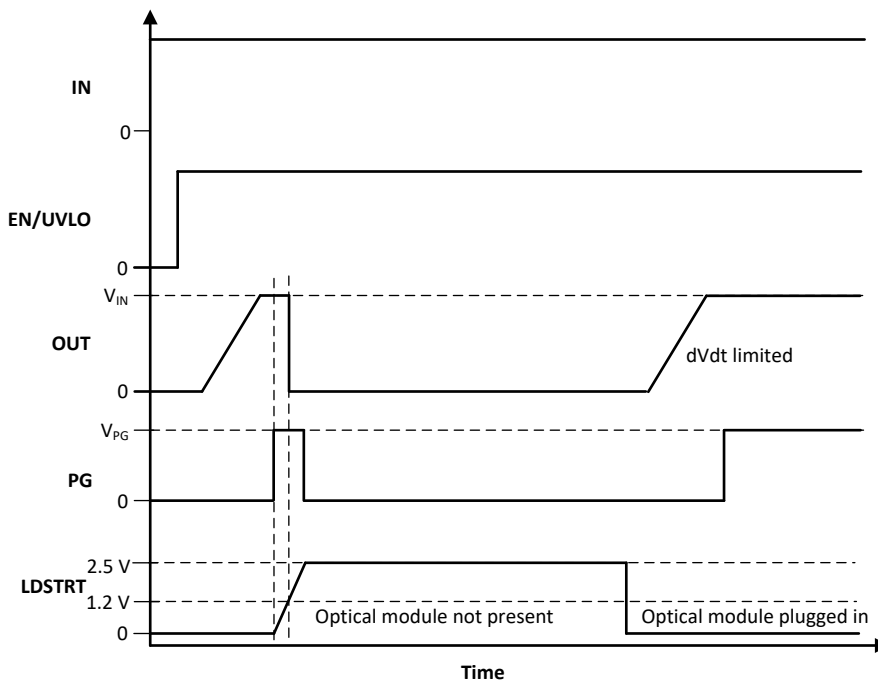 IN
0
EN/UVLO
0
VIN
OUT
dVdt limited
0
VPG
PG
0
2.5 V
LDSTRT
1.2 V
Optical module not present
Optical module plugged in
0
Time